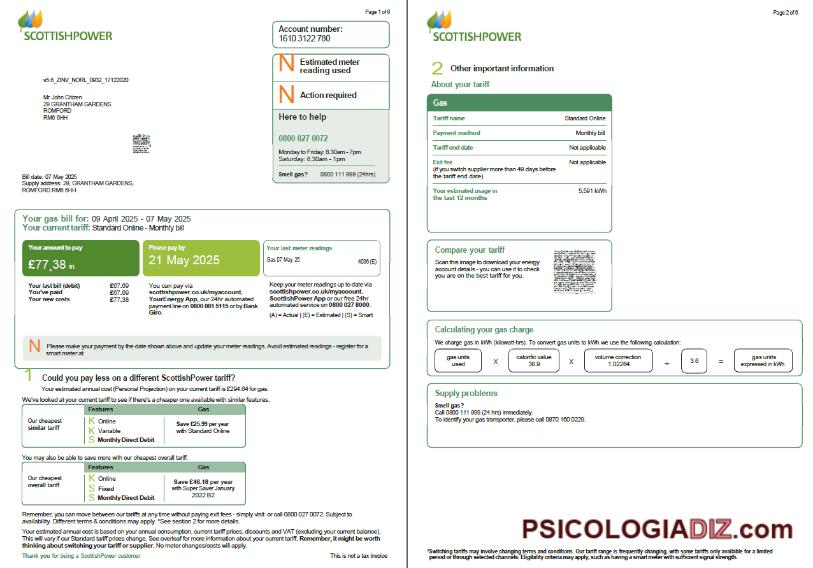 Page 1 of 6
SCOTTISHPOWER
Account number:
1610 3122 780
N Estimated meter
reading used
N Action required
v5.6_ZINV_NORL_0932_17122020
Mr John Citizen
29 GRANTHAM GARDENS
ROMFORD
RM6 6HH
Here to help
0800 027 0072
Monday to Friday: 8.30am - 7pm
Saturday: 8.30am - 1pm
Smell gas? 0800 111 999 (24hrs)
Bill date: 07 May 2025
Supply address: 29, GRANTHAM GARDENS,
ROMFORD RM6 6HH
Your gas bill for: 09 April 2025 - 07 May 2025
Your current tariff: Standard Online - Monthly bill
Your amount to pay
£77.38 in
Please pay by
21 May 2025
Your last meter readings
Gas 07 May 25 4086 (E)
Your last bill (debit) £67.69
You've paid £67.69
Your new costs £77.38
You can pay via
scottishpower.co.uk/myaccount,
YourEnergy App, our 24hr automated
payment line on 0800 001 5115 or by Bank
Giro.
Keep your meter readings up to date via
scottishpower.co.uk/myaccount,
ScottishPower App or our free 24hr
automated service on 0800 027 8000.
(A) = Actual | (E) = Estimated | (S) = Smart
N Please make your payment by the date shown above and update your meter readings. Avoid estimated readings - register for a
smart meter at
1 Could you pay less on a different ScottishPower tariff?
Your estimated annual cost (Personal Projection) on your current tariff is £294.64 for gas.
We've looked at your current tariff to see if there's a cheaper one available with similar features.
Features Gas
Our cheapest
similar tariff
K Online
K Variable
S Monthly Direct Debit
Save £25.99 per year
with Standard Online
You may also be able to save more with our cheapest overall tariff.
Features Gas
Our cheapest
overall tariff
K Online
S Fixed
S Monthly Direct Debit
Save £46.18 per year
with Super Saver January
2022 B2
Remember, you can move between our tariffs at any time without paying exit fees - simply visit or call 0800 027 0072. Subject to
availability. Different terms & conditions may apply. *See section 2 for more details.
Your estimated annual cost is based on your annual consumption, current tariff prices, discounts and VAT (excluding your current balance).
This will vary if our Standard tariff prices change. See overleaf for more information about your current tariff. Remember, it might be worth
thinking about switching your tariff or supplier. No meter changes/costs will apply.
Thank you for being a ScottishPower customer
This is not a tax invoice
Page 2 of 6
SCOTTISHPOWER
2 Other important information
About your tariff
Gas
Tariff name Standard Online
Payment method Monthly bill
Tariff end date Not applicable
Exit fee Not applicable
(if you switch supplier more than 49 days before
the tariff end date)
Your estimated usage in 5,591 kWh
the last 12 months
Compare your tariff
Scan this image to download your energy
account details - you can use it to check
you are on the best tariff for you.
Calculating your gas charge
We charge gas in kWh (kilowatt-hrs). To convert gas units to kWh we use the following calculation:
gas units
used
X
calorific value
38.9
X
volume correction
1.02264
÷
3.6
=
gas units
expressed in kWh
Supply problems
Smell gas?
Call 0800 111 999 (24 hrs) immediately.
To identify your gas transporter, please call 0870 160 0229.
PSICOLOGIADIZ.com
*Switching tariffs may involve changing terms and conditions. Our tariff range is frequently changing, with some tariffs only available for a limited
period or through selected channels. Eligibility criteria may apply, such as having a smart meter with sufficient signal strength.